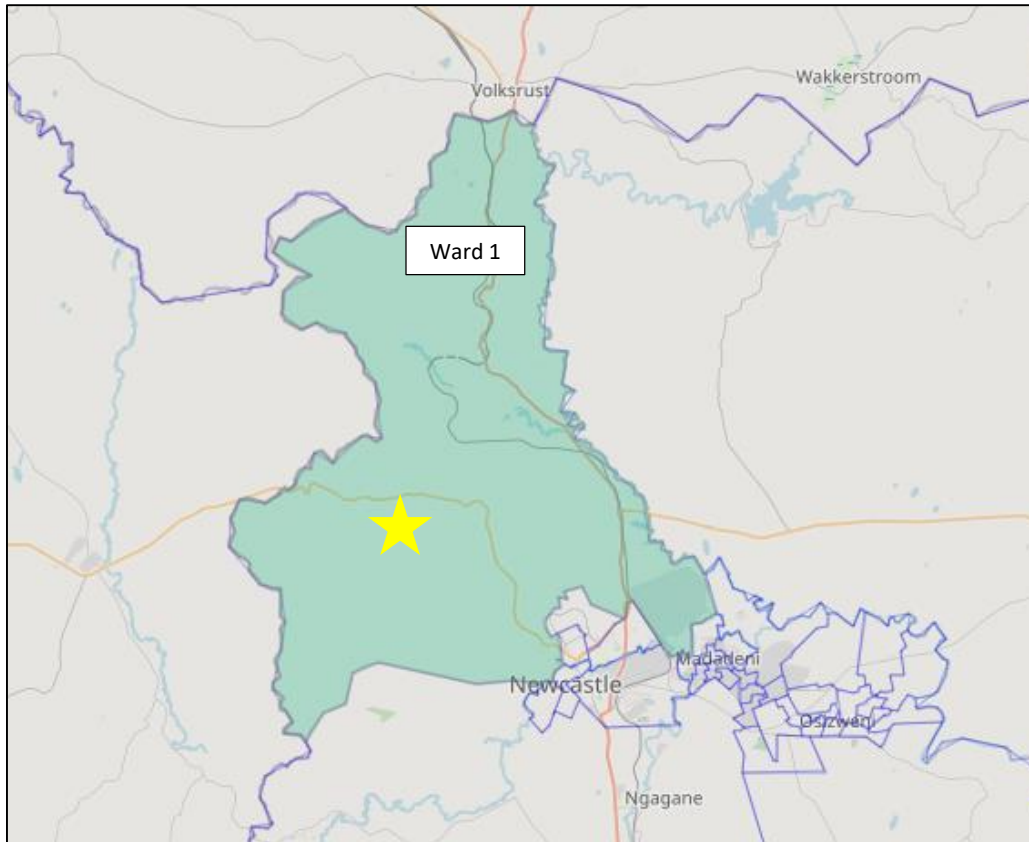 Volksrust
Wakkerstroom
Ward 1
Madadeni
Newcastle
Osizweni
Ngagane